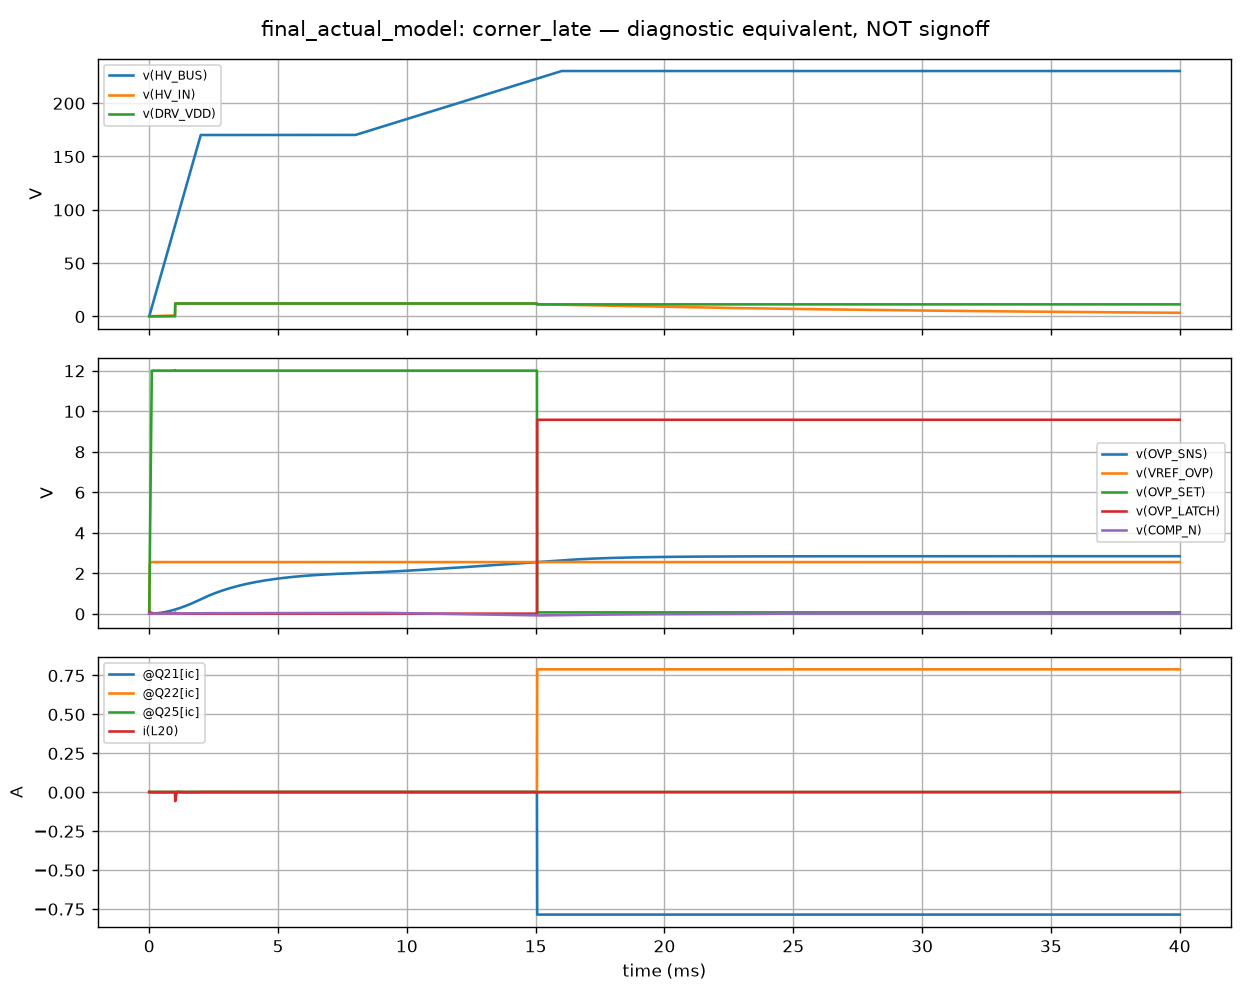 final_actual_model: corner_late — diagnostic equivalent, NOT signoff
v(HV_BUS)
v(HV_IN)
v(DRV_VDD)
200
150
100
50
0
V
12
10
8
6
4
2
0
V
v(OVP_SNS)
v(VREF_OVP)
v(OVP_SET)
v(OVP_LATCH)
v(COMP_N)
@Q21[ic]
@Q22[ic]
@Q25[ic]
i(L20)
0.75
0.50
0.25
0.00
−0.25
−0.50
−0.75
A
0 5 10 15 20 25 30 35 40
time (ms)